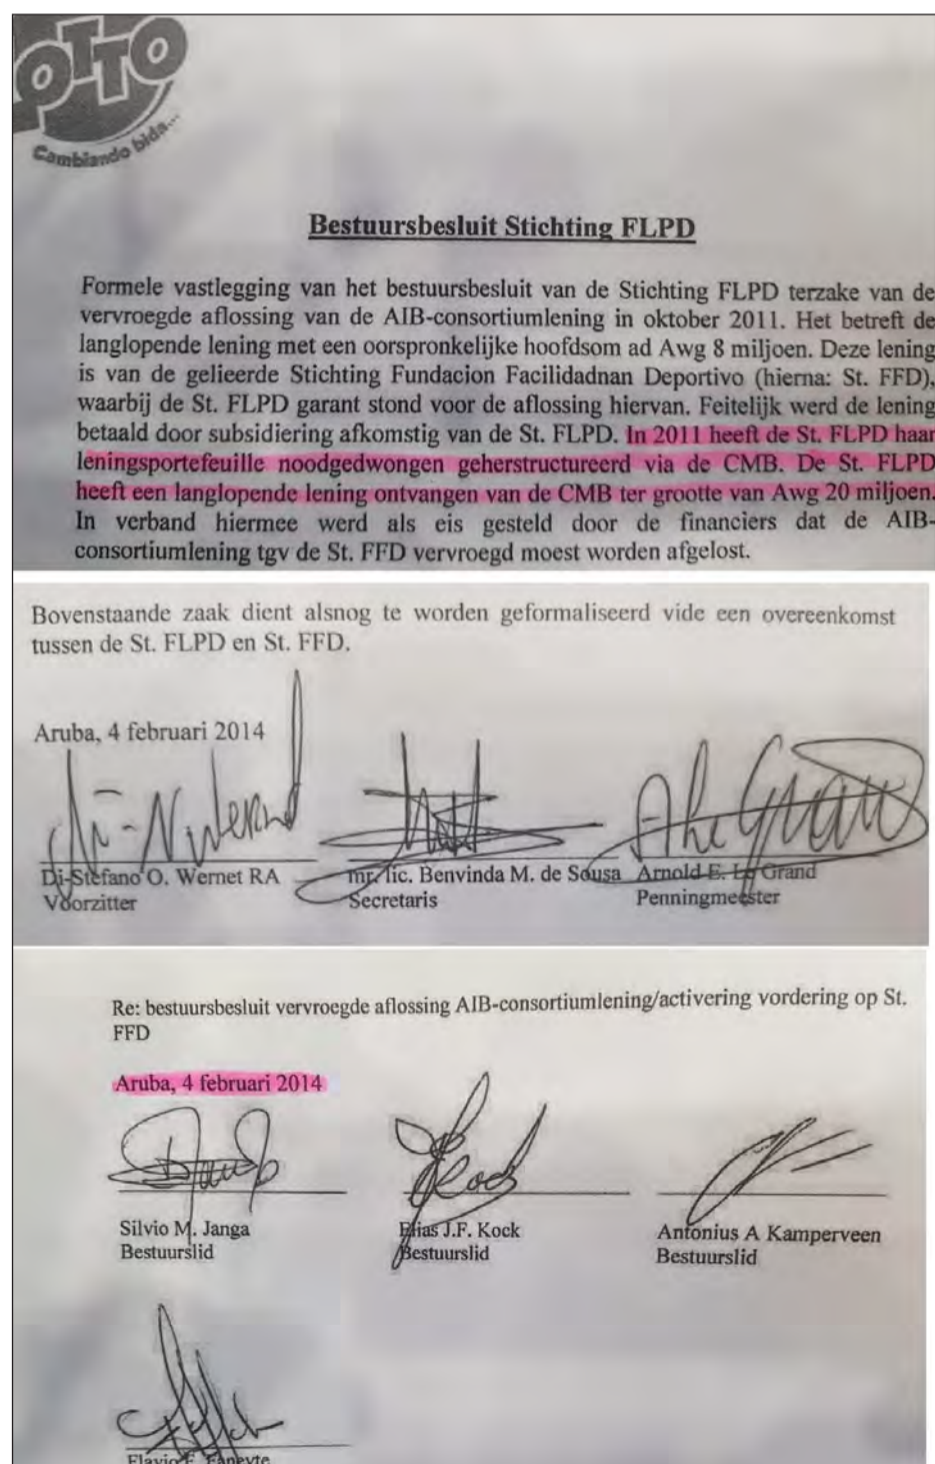 OTTO
Cambiando bida...
Bestuursbesluit Stichting FLPD
Formele vastlegging van het bestuursbesluit van de Stichting FLPD terzake van de
vervroegde aflossing van de AIB-consortiumlening in oktober 2011. Het betreft de
langlopende lening met een oorspronkelijke hoofdsom ad Awg 8 miljoen. Deze lening
is van de gelieerde Stichting Fundacion Facilidadnan Deportivo (hierna: St. FFD),
waarbij de St. FLPD garant stond voor de aflossing hiervan. Feitelijk werd de lening
betaald door subsidiering afkomstig van de St. FLPD. In 2011 heeft de St. FLPD haar
leningsportefeuille noodgedwongen geherstructureerd via de CMB. De St. FLPD
heeft een langlopende lening ontvangen van de CMB ter grootte van Awg 20 miljoen.
In verband hiermee werd als eis gesteld door de financiers dat de AIB-
consortiumlening tgv de St. FFD vervroegd moest worden afgelost.
Bovenstaande zaak dient alsnog te worden geformaliseerd vide een overeenkomst
tussen de St. FLPD en St. FFD.
Aruba, 4 februari 2014
Di-Stefano O. Wernet RA mr. lic. Benvinda M. de Sousa Arnold E. Le Grand
Voorzitter Secretaris Penningmeester
Re: bestuursbesluit vervroegde aflossing AIB-consortiumlening/activering vordering op St.
FFD
Aruba, 4 februari 2014
Silvio M. Janga Elias J.F. Kock Antonius A Kamperveen
Bestuurslid Bestuurslid Bestuurslid
Flavio